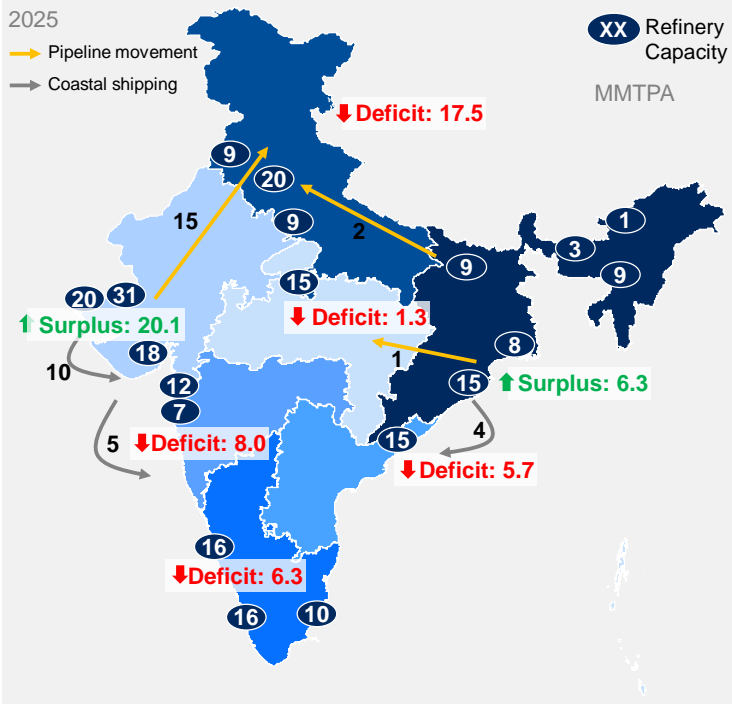 2025
Pipeline movement
Coastal shipping
XX
Refinery
Capacity
MMTPA
Deficit: 17.5
9
20
9
15
2
1
3
9
9
15
20
31
Deficit: 1.3
Surplus: 20.1
18
1
8
10
12
15
Surplus: 6.3
7
5
Deficit: 8.0
15
4
Deficit: 5.7
16
Deficit: 6.3
16
10